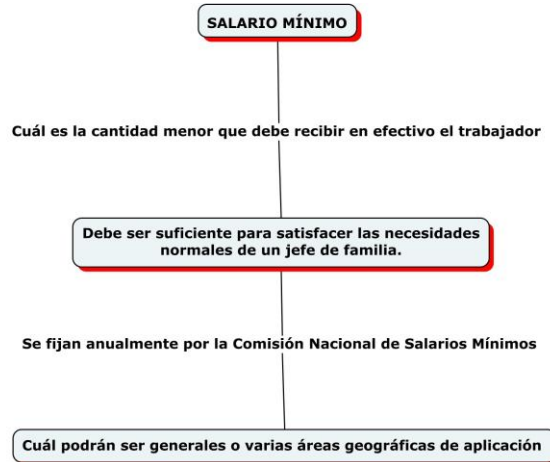 SALARIO MÍNIMO
Cuál es la cantidad menor que debe recibir en efectivo el trabajador
Debe ser suficiente para satisfacer las necesidades
normales de un jefe de familia.
Se fijan anualmente por la Comisión Nacional de Salarios Mínimos
Cuál podrán ser generales o varias áreas geográficas de aplicación